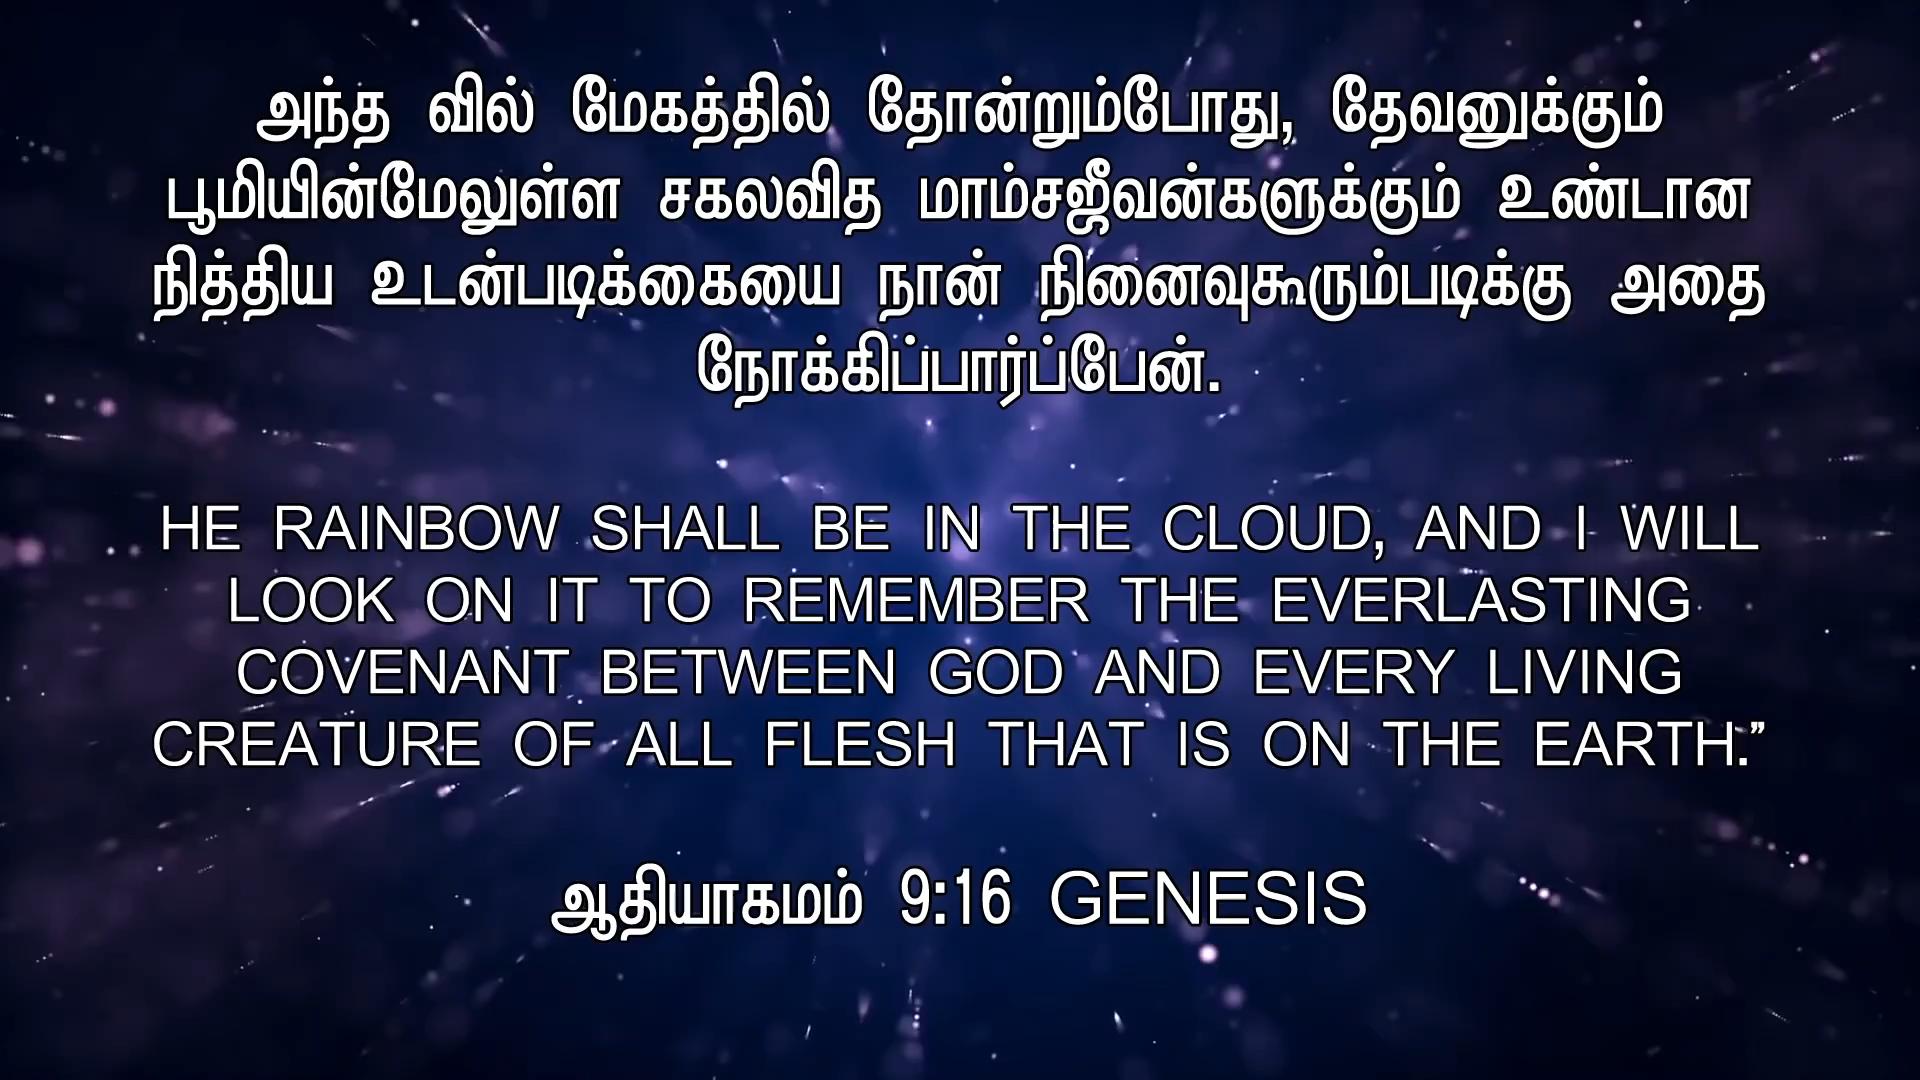 அந்த வில் மேகத்தில் தோன்றும்போது, தேவனுக்கும்
பூமியின்மேலுள்ள சகலவித மாம்சஜீவன்களுக்கும் உண்டான
நித்திய உடன்படிக்கையை நான் நினைவுகூரும்படிக்கு அதை
நோக்கிப்பார்ப்பேன்.
HE RAINBOW SHALL BE IN THE CLOUD, AND I WILL
LOOK ON IT TO REMEMBER THE EVERLASTING
COVENANT BETWEEN GOD AND EVERY LIVING
CREATURE OF ALL FLESH THAT IS ON THE EARTH.”
ஆதியாகமம் 9:16 GENESIS